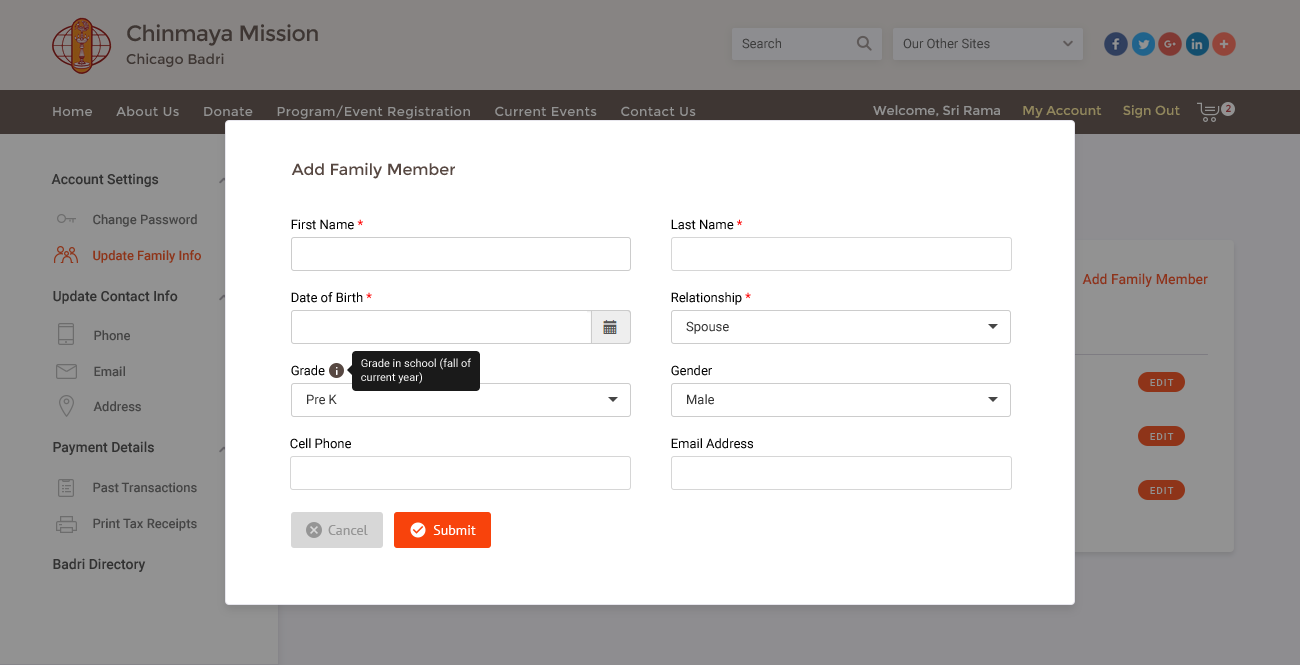 Chinmaya Mission
Chicago Badri
Search
Our Other Sites
f
G+
in
+
Home About Us Donate Program/Event Registration Current Events Contact Us
Welcome, Sri Rama My Account Sign Out 2
Account Settings
Change Password
Update Family Info
Update Contact Info
Phone
Email
Address
Payment Details
Past Transactions
Print Tax Receipts
Badri Directory
Add Family Member
First Name *
Last Name *
Date of Birth *
Relationship *
Spouse
Grade i
Grade in school (fall of
current year)
Pre K
Gender
Male
Cell Phone
Email Address
Cancel
Submit
Add Family Member
EDIT
EDIT
EDIT